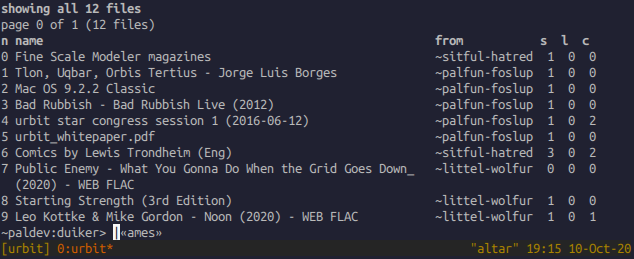 showing all 12 files
page 0 of 1 (12 files)
n name from s l c
0 Fine Scale Modeler magazines ~sitful-hatred 1 0 0
1 Tlon, Uqbar, Orbis Tertius - Jorge Luis Borges ~palfun-foslup 1 0 0
2 Mac OS 9.2.2 Classic ~palfun-foslup 1 0 0
3 Bad Rubbish - Bad Rubbish Live (2012) ~palfun-foslup 1 0 0
4 urbit star congress session 1 (2016-06-12) ~palfun-foslup 1 0 2
5 urbit_whitepaper.pdf ~palfun-foslup 1 0 0
6 Comics by Lewis Trondheim (Eng) ~sitful-hatred 3 0 2
7 Public Enemy - What You Gonna Do When the Grid Goes Down_ ~littel-wolfur 0 0 0
(2020) - WEB FLAC
8 Starting Strength (3rd Edition) ~littel-wolfur 1 0 0
9 Leo Kottke & Mike Gordon - Noon (2020) - WEB FLAC ~littel-wolfur 1 0 1
~paldev:duiker> |«ames»
[urbit] 0:urbit* "altar" 19:15 10-Oct-20